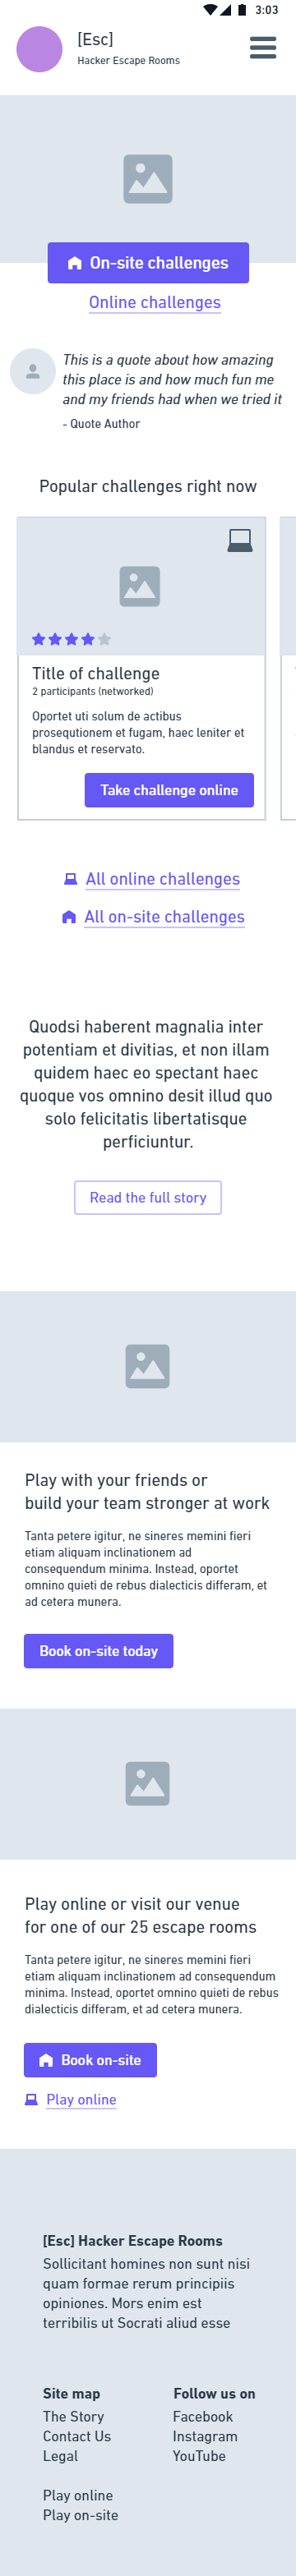 3:03
[Esc]
Hacker Escape Rooms
On-site challenges
Online challenges
This is a quote about how amazing
this place is and how much fun me
and my friends had when we tried it
- Quote Author
Popular challenges right now
Title of challenge
2 participants (networked)
Oportet uti solum de actibus
prosequtionem et fugam, haec leniter et
blandus et reservato.
Take challenge online
All online challenges
All on-site challenges
Quodsi haberent magnalia inter
potentiam et divitias, et non illam
quidem haec eo spectant haec
quoque vos omnino desit illud quo
solo felicitatis libertatisque
perficiuntur.
Read the full story
Play with your friends or
build your team stronger at work
Tanta petere igitur, ne sineres memini fieri
etiam aliquam inclinationem ad
consequendum minima. Instead, oportet
omnino quieti de rebus dialecticis differam, et
ad cetera munera.
Book on-site today
Play online or visit our venue
for one of our 25 escape rooms
Tanta petere igitur, ne sineres memini fieri
etiam aliquam inclinationem ad consequendum
minima. Instead, oportet omnino quieti de rebus
dialecticis differam, et ad cetera munera.
Book on-site
Play online
[Esc] Hacker Escape Rooms
Sollicitant homines non sunt nisi
quam formae rerum principiis
opiniones. Mors enim est
terribilis ut Socrati aliud esse
Site map
The Story
Contact Us
Legal
Play online
Play on-site
Follow us on
Facebook
Instagram
YouTube